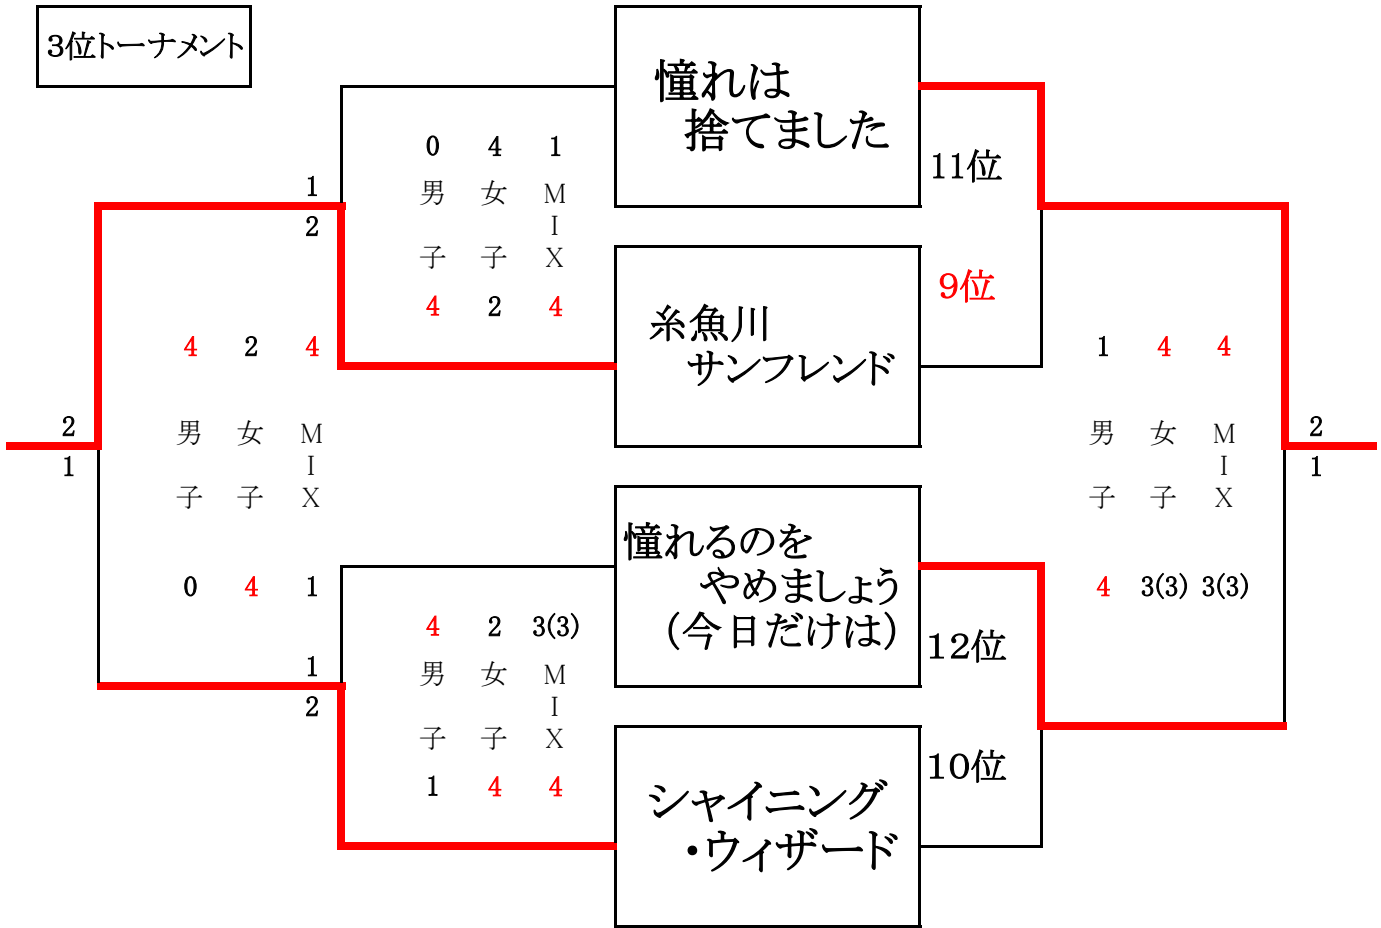 3位トーナメント
憧れは
捨てました
11位
0 4 1
男子 女子 MIX
4 2 4
1
2
糸魚川
サンフレンド
9位
4 2 4
男子 女子 MIX
0 4 1
2
1
1 4 4
男子 女子 MIX
4 3(3) 3(3)
2
1
憧れるのを
やめましょう
(今日だけは)
12位
4 2 3(3)
男子 女子 MIX
1 4 4
1
2
シャイニング
・ウィザード
10位